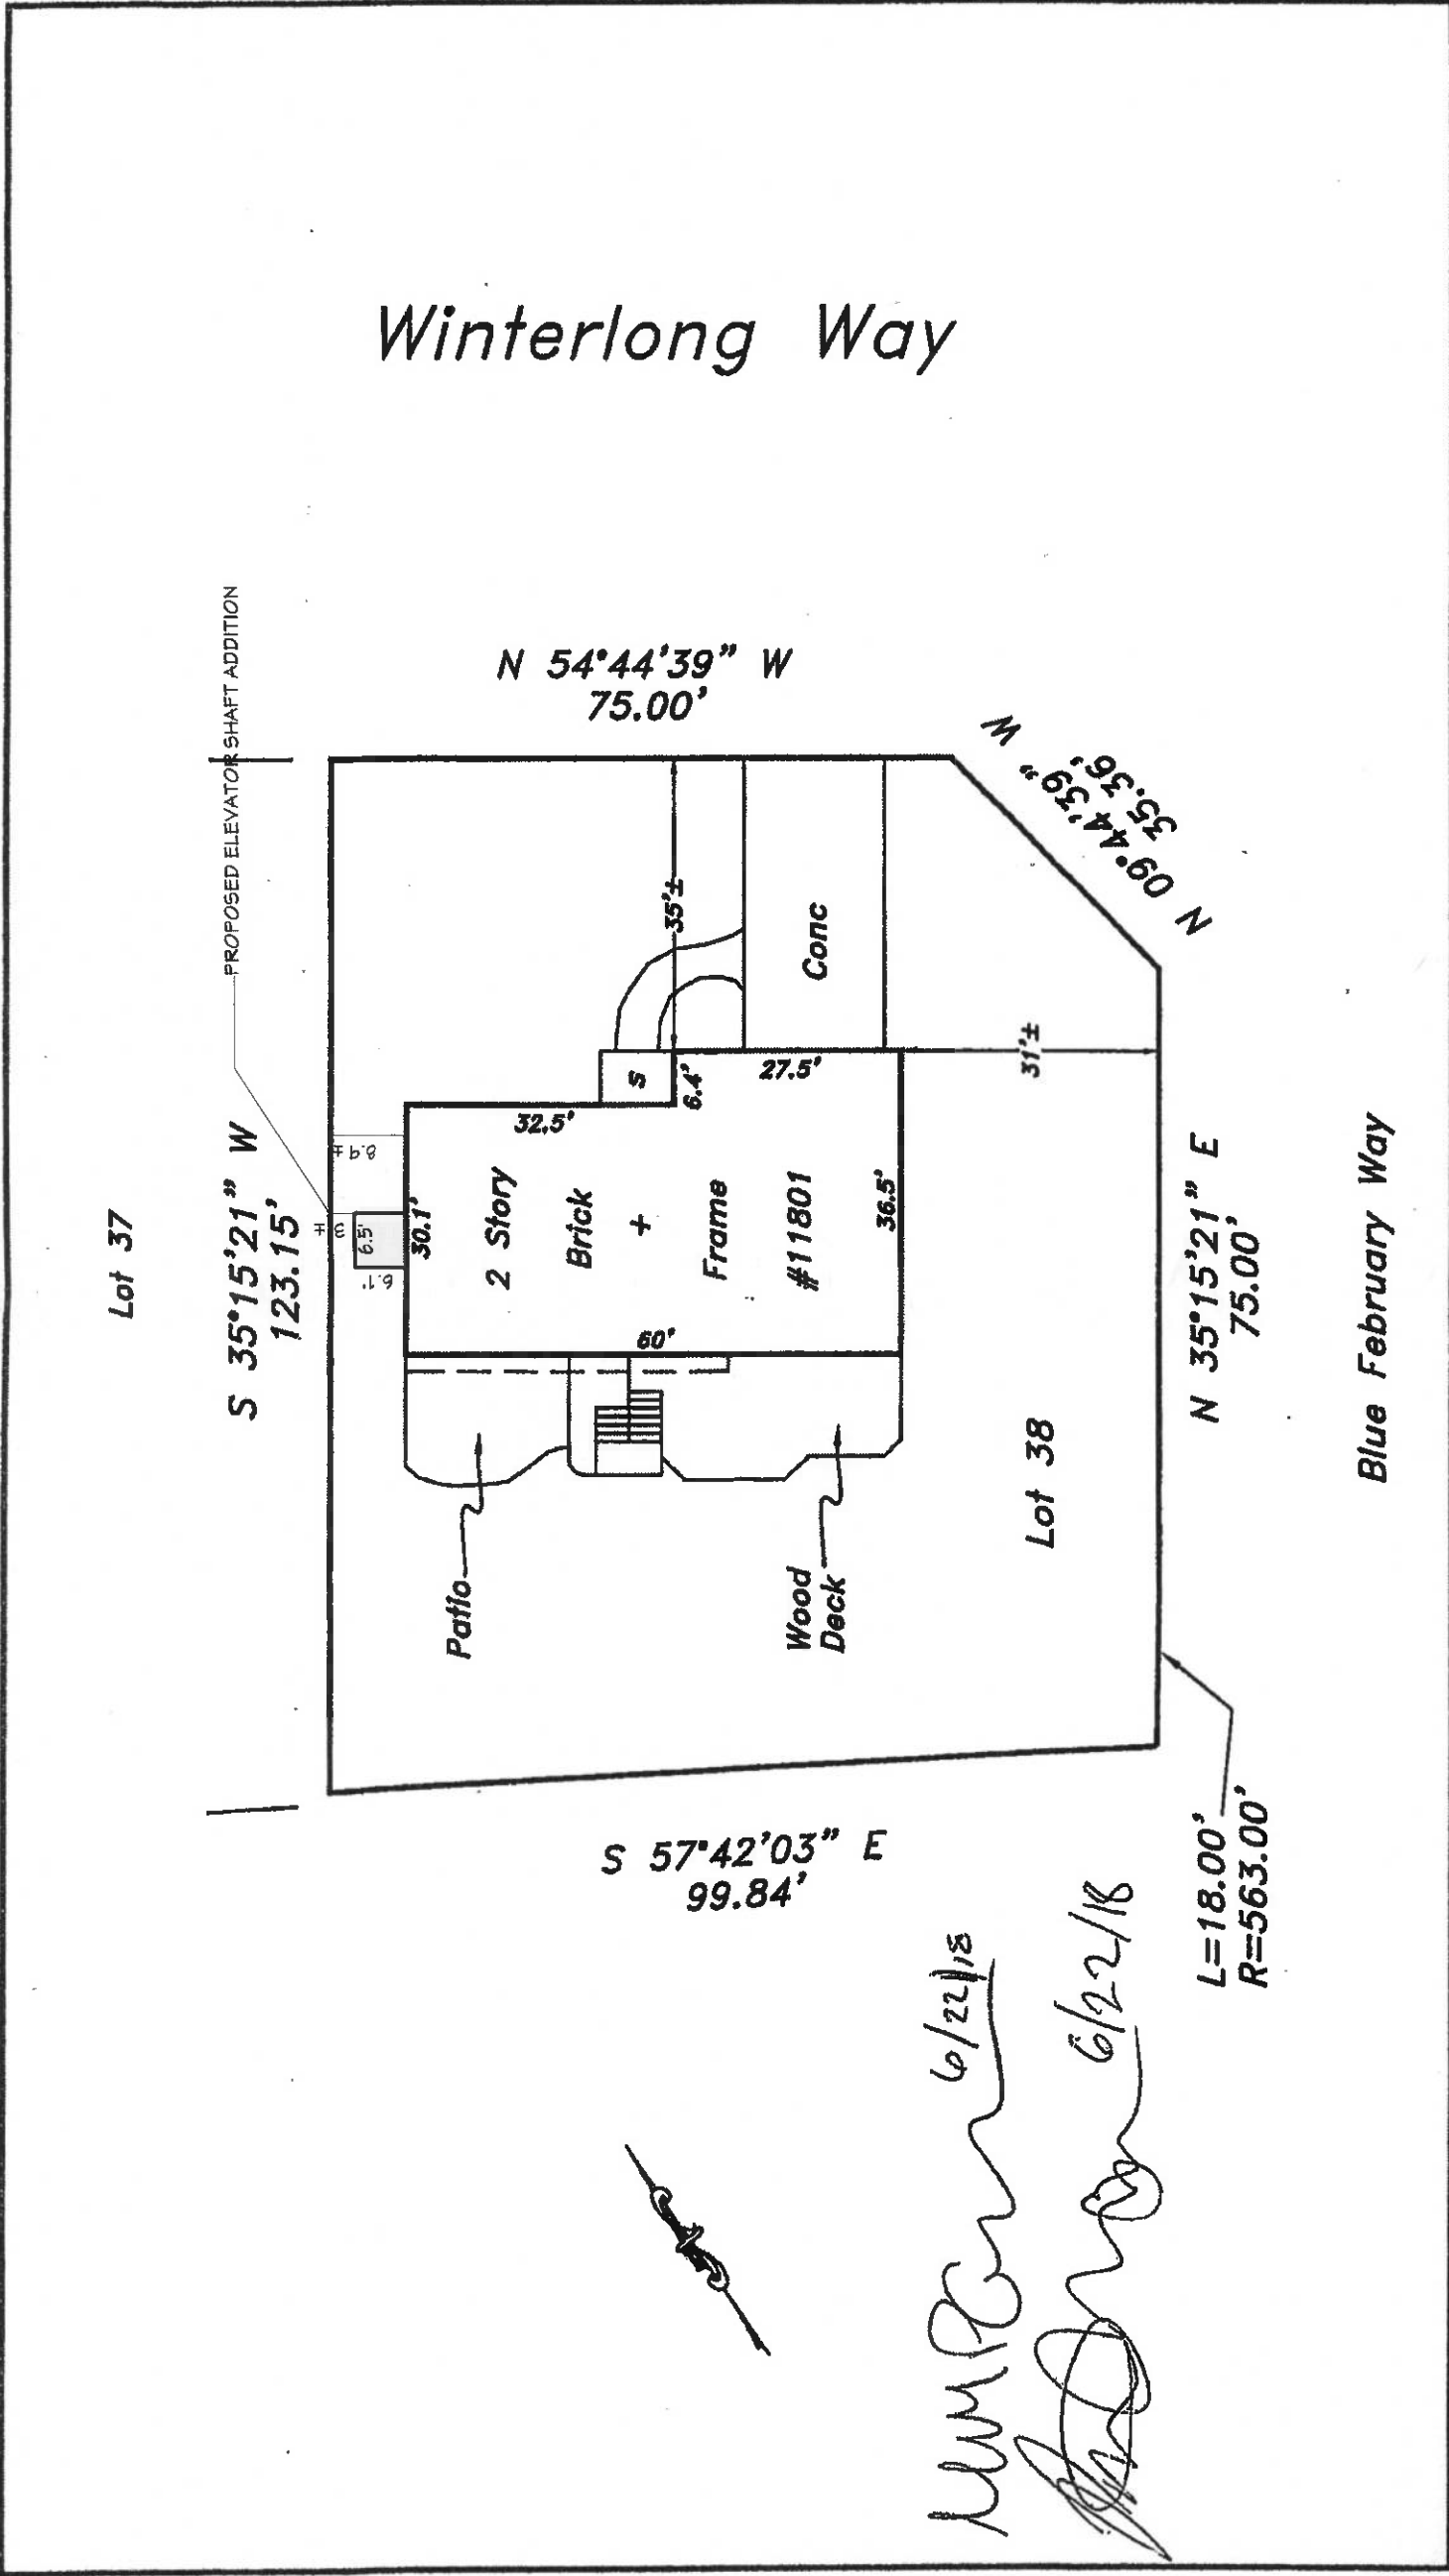 Winterlong Way
PROPOSED ELEVATOR SHAFT ADDITION
N 54°44'39" W
75.00'
N 09°44'39" W
35.36'
Lot 37
S 35°15'21" W
123.15'
35'±
Conc
31'±
S
6.4'
27.5'
32.5'
8.9±
3±
6.5'
6.1'
30.1'
2 Story
Brick
+
Frame
#11801
36.5'
60'
N 35°15'21" E
75.00'
Blue February Way
Patio
Wood
Deck
Lot 38
S 57°42'03" E
99.84'
L=18.00'
R=563.00'
6/22/18
6/22/18